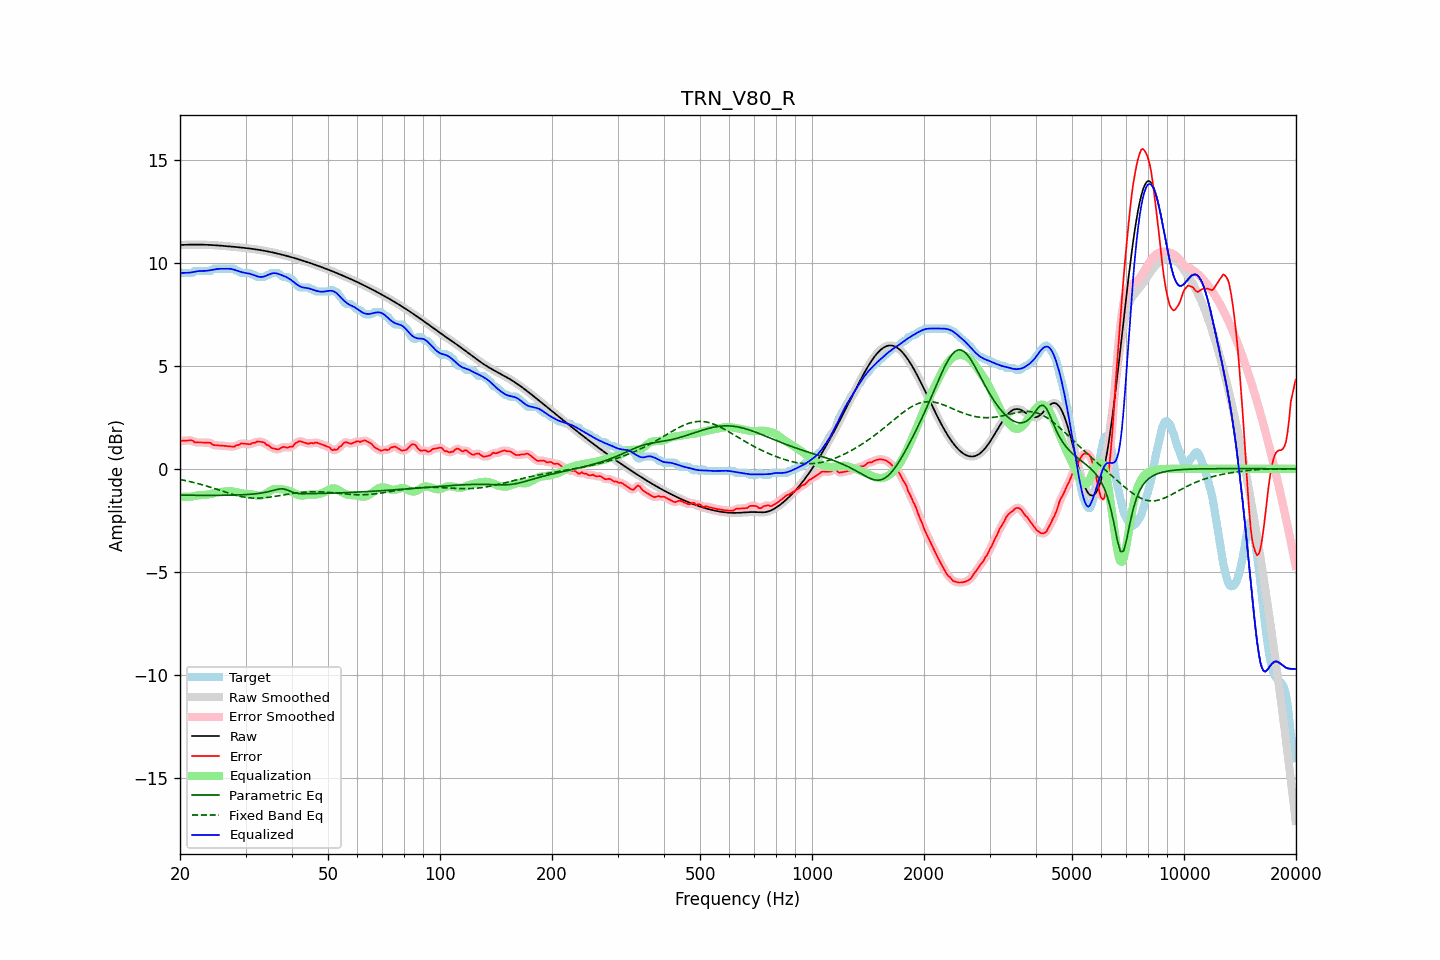 TRN_V80_R
Amplitude (dBr)
15
10
5
0
−5
−10
−15
20
50
100
200
500
1000
2000
5000
10000
20000
Frequency (Hz)
Target
Raw Smoothed
Error Smoothed
Raw
Error
Equalization
Parametric Eq
Fixed Band Eq
Equalized